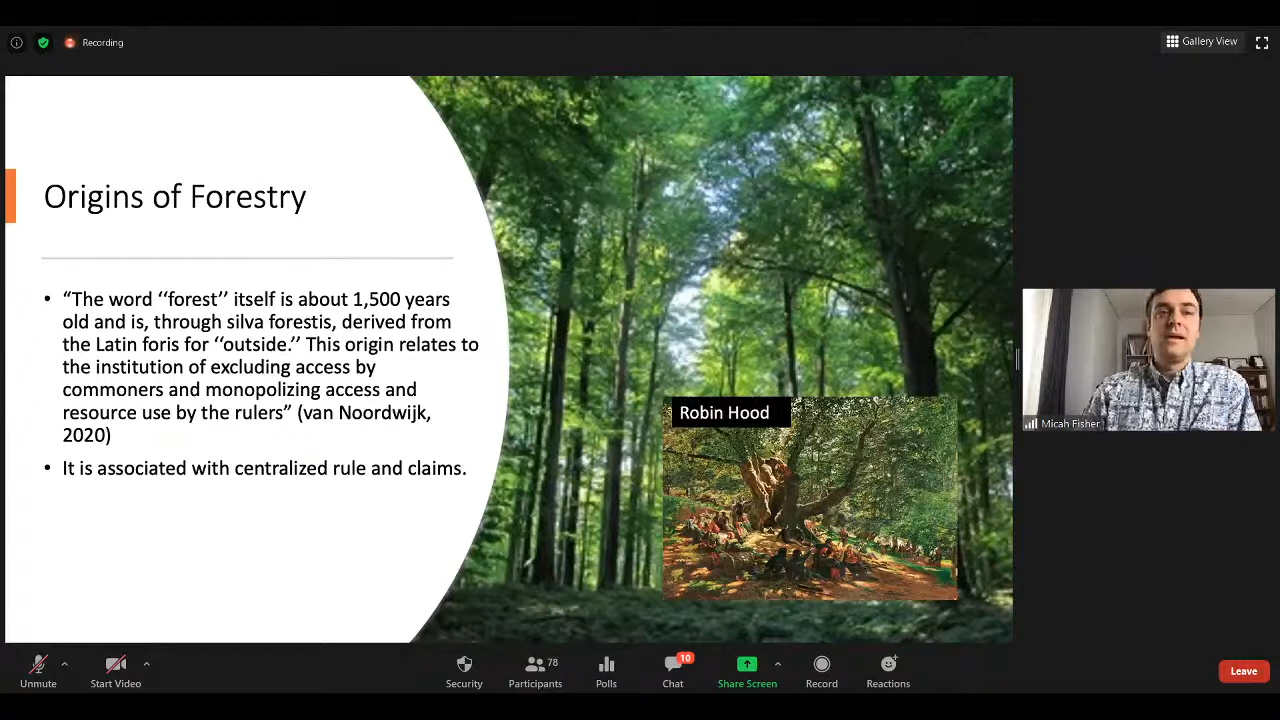 Recording
Gallery View
Origins of Forestry
• “The word ‘‘forest’’ itself is about 1,500 years
old and is, through silva forestis, derived from
the Latin foris for ‘‘outside.’’ This origin relates to
the institution of excluding access by
commoners and monopolizing access and
resource use by the rulers” (van Noordwijk,
2020)
• It is associated with centralized rule and claims.
Robin Hood
Micah Fisher
Unmute
Start Video
Security
78
Participants
Polls
10
Chat
Share Screen
Record
Reactions
Leave